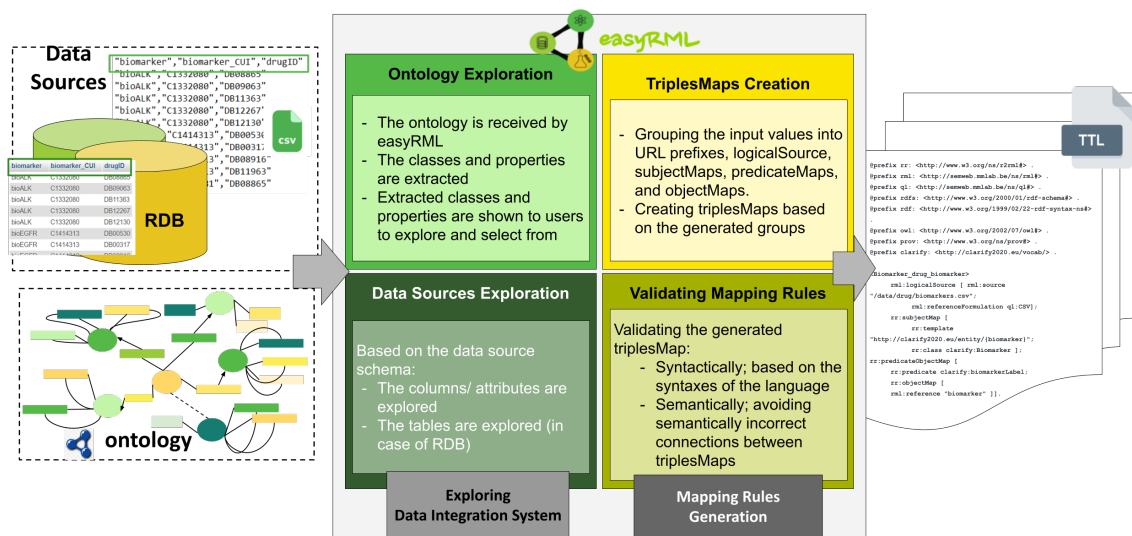 Data
Sources
"biomarker","biomarker_CUI","drugID"
"bioALK","C1332080","DB08865"
"bioALK","C1332080","DB09063"
"bioALK","C1332080","DB11363"
"bioALK","C1332080","DB12267"
"bioALK","C1332080","DB12130"
"C1414313","DB00530
13","DB00317
13","DB08916"
13","DB11963"
31","DB08865"
csv
biomarker biomarker_CUI drugID
bioALK C1332080 DB08865
bioALK C1332080 DB09063
bioALK C1332080 DB11363
bioALK C1332080 DB12267
bioALK C1332080 DB12130
bioEGFR C1414313 DB00530
bioEGFR C1414313 DB00317
RDB
ontology
easyRML
Ontology Exploration
- The ontology is received by
easyRML
- The classes and properties
are extracted
- Extracted classes and
properties are shown to users
to explore and select from
TriplesMaps Creation
- Grouping the input values into
URL prefixes, logicalSource,
subjectMaps, predicateMaps,
and objectMaps.
- Creating triplesMaps based
on the generated groups
Data Sources Exploration
Based on the data source
schema:
- The columns/ attributes are
explored
- The tables are explored (in
case of RDB)
Validating Mapping Rules
Validating the generated
triplesMap:
- Syntactically; based on the
syntaxes of the language
- Semantically; avoiding
semantically incorrect
connections between
triplesMaps
Exploring
Data Integration System
Mapping Rules
Generation
TTL
@prefix rr: <http://www.w3.org/ns/r2rml#> .
@prefix rml: <http://semweb.mmlab.be/ns/rml#> .
@prefix ql: <http://semweb.mmlab.be/ns/ql#> .
@prefix rdfs: <http://www.w3.org/2000/01/rdf-schema#> .
@prefix rdf: <http://www.w3.org/1999/02/22-rdf-syntax-ns#>
.
@prefix owl: <http://www.w3.org/2002/07/owl#> .
@prefix prov: <http://www.w3.org/ns/prov#> .
@prefix clarify: <http://clarify2020.eu/vocab/> .
<Biomarker_drug_biomarker>
rml:logicalSource [ rml:source
"/data/drug/biomarkers.csv";
rml:referenceFormulation ql:CSV];
rr:subjectMap [
rr:template
"http://clarify2020.eu/entity/{biomarker}";
rr:class clarify:Biomarker ];
rr:predicateObjectMap [
rr:predicate clarify:biomarkerLabel;
rr:objectMap [
rml:reference "biomarker" ]].